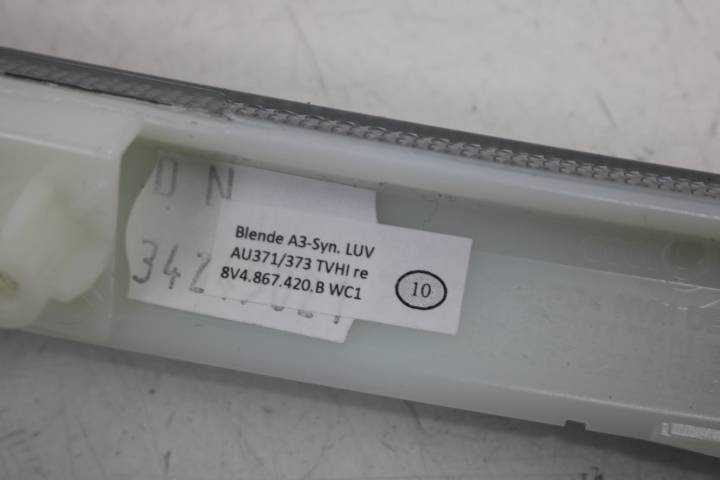 D N
Blende A3-Syn. LUV
AU371/373 TVHI re
8V4.867.420.B WC1
10